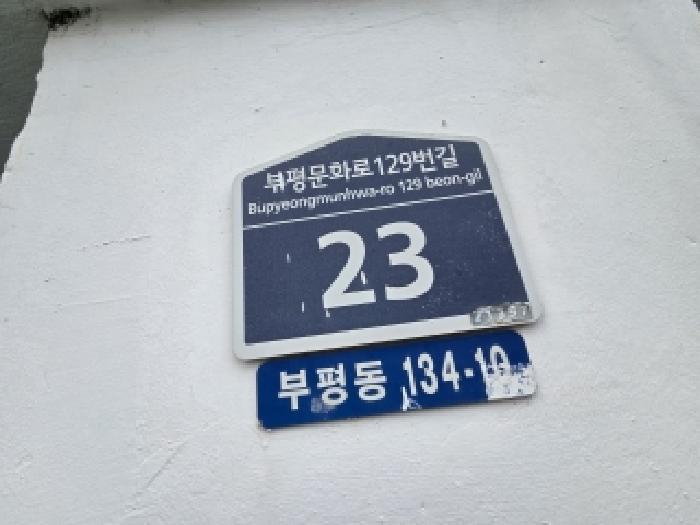 부평문화로129번길
Bupyeongmunhwa-ro 129 beon-gil
23
부평동 134-10